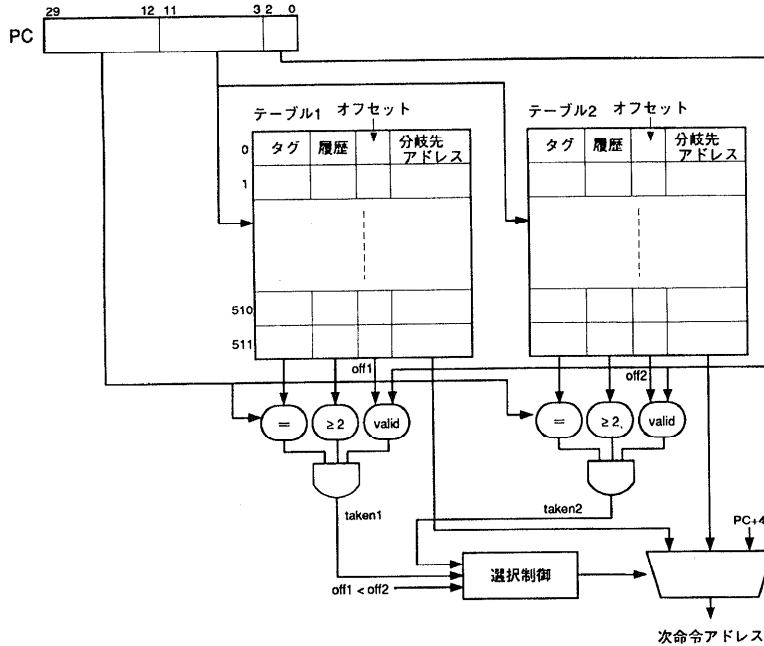 29 12 11 3 2 0
PC
テーブル1 オフセット
テーブル2 オフセット
タグ 履歴 分岐先アドレス
タグ 履歴 分岐先アドレス
0
1
510
511
off1
off2
= ≥2 valid
= ≥2 valid
taken1
taken2
PC+4
選択制御
off1 < off2
次命令アドレス